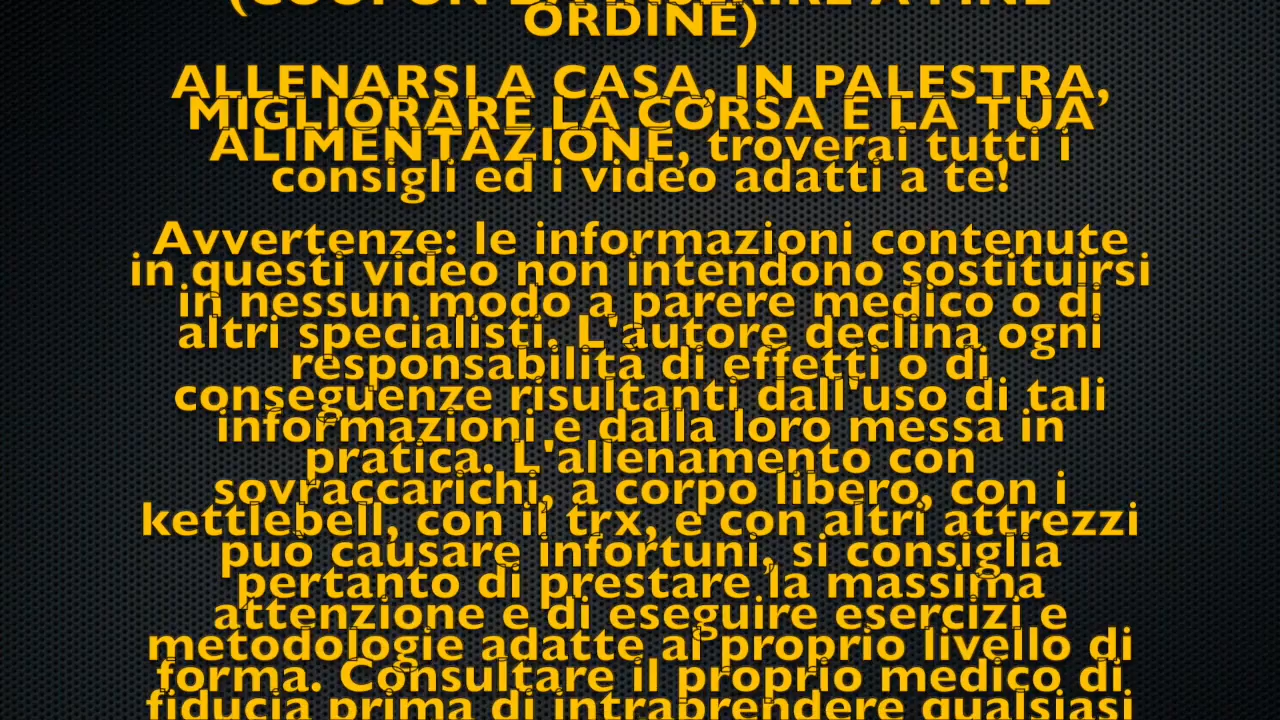 (COUPON DA INSERIRE A FINE
ORDINE)
ALLENARSI A CASA, IN PALESTRA,
MIGLIORARE LA CORSA E LA TUA
ALIMENTAZIONE, troverai tutti i
consigli ed i video adatti a te!
Avvertenze: le informazioni contenute
in questi video non intendono sostituirsi
in nessun modo a parere medico o di
altri specialisti. L'autore declina ogni
responsabilità di effetti o di
conseguenze risultanti dall'uso di tali
informazioni e dalla loro messa in
pratica. L'allenamento con
sovraccarichi, a corpo libero, con i
kettlebell, con il trx, e con altri attrezzi
può causare infortuni, si consiglia
pertanto di prestare la massima
attenzione e di eseguire esercizi e
metodologie adatte al proprio livello di
forma. Consultare il proprio medico di
fiducia prima di intraprendere qualsiasi